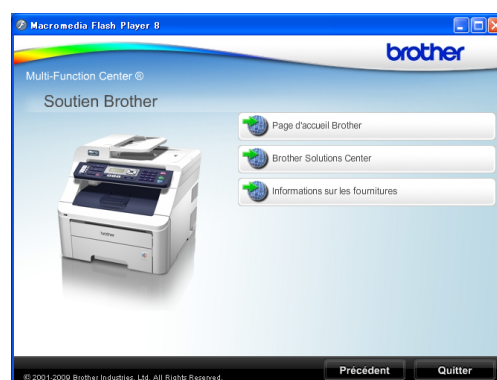 Macromedia Flash Player 8
brother
Multi-Function Center ®
Soutien Brother
Page d'accueil Brother
Brother Solutions Center
Informations sur les fournitures
brother
Précédent
Quitter
© 2001-2009 Brother Industries, Ltd. All Rights Reserved.